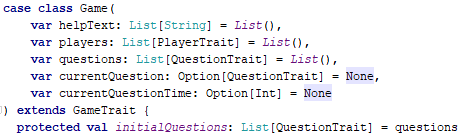 case class Game(
var helpText: List[String] = List(),
var players: List[PlayerTrait] = List(),
var questions: List[QuestionTrait] = List(),
var currentQuestion: Option[QuestionTrait] = None,
var currentQuestionTime: Option[Int] = None
) extends GameTrait {
protected val initialQuestions: List[QuestionTrait] = questions